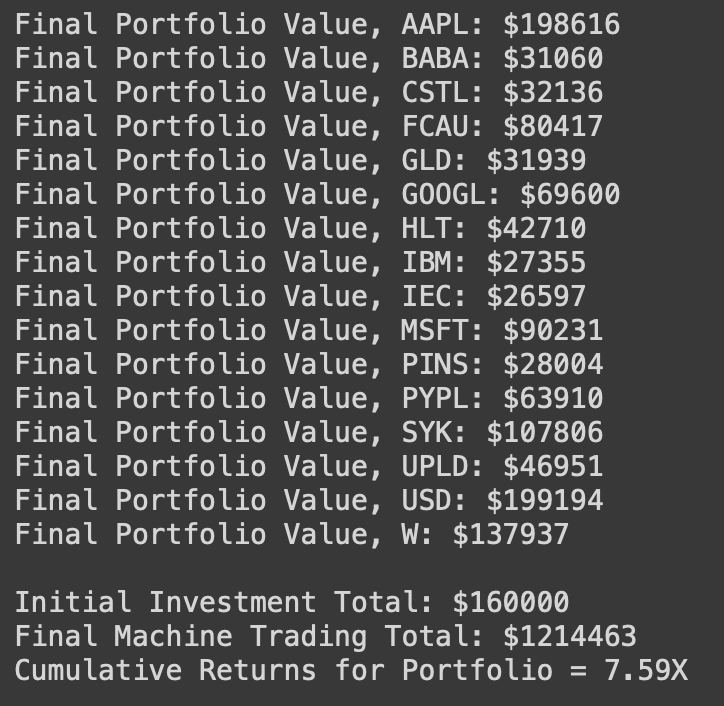 Final Portfolio Value, AAPL: $198616
Final Portfolio Value, BABA: $31060
Final Portfolio Value, CSTL: $32136
Final Portfolio Value, FCAU: $80417
Final Portfolio Value, GLD: $31939
Final Portfolio Value, GOOGL: $69600
Final Portfolio Value, HLT: $42710
Final Portfolio Value, IBM: $27355
Final Portfolio Value, IEC: $26597
Final Portfolio Value, MSFT: $90231
Final Portfolio Value, PINS: $28004
Final Portfolio Value, PYPL: $63910
Final Portfolio Value, SYK: $107806
Final Portfolio Value, UPLD: $46951
Final Portfolio Value, USD: $199194
Final Portfolio Value, W: $137937
Initial Investment Total: $160000
Final Machine Trading Total: $1214463
Cumulative Returns for Portfolio = 7.59X